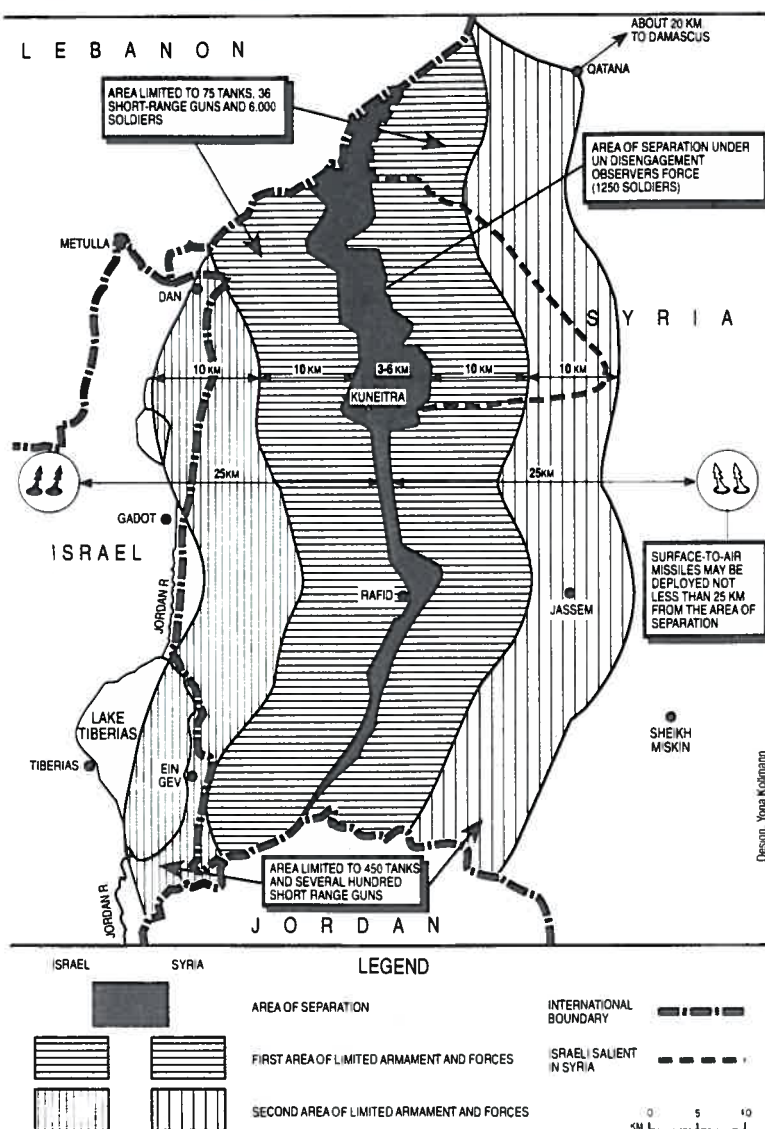 LEBANON
ABOUT 20 KM.
TO DAMASCUS
QATANA
AREA LIMITED TO 75 TANKS, 36
SHORT-RANGE GUNS AND 6.000
SOLDIERS
AREA OF SEPARATION UNDER
UN DISENGAGEMENT
OBSERVERS FORCE
(1250 SOLDIERS)
METULLA
DAN
SYRIA
10 KM
10 KM
3-6 KM
10 KM
10 KM
KUNEITRA
25KM
25KM
GADOT
ISRAEL
SURFACE-TO-AIR
MISSILES MAY BE
DEPLOYED NOT
LESS THAN 25 KM
FROM THE AREA OF
SEPARATION
JORDAN R
RAFID
JASSEM
LAKE
TIBERIAS
TIBERIAS
EIN
GEV
SHEIKH
MISKIN
Design Yona Kollmann
AREA LIMITED TO 450 TANKS
AND SEVERAL HUNDRED
SHORT RANGE GUNS
JORDAN R
JORDAN
ISRAEL
SYRIA
LEGEND
AREA OF SEPARATION
INTERNATIONAL
BOUNDARY
FIRST AREA OF LIMITED ARMAMENT AND FORCES
ISRAELI SALIENT
IN SYRIA
SECOND AREA OF LIMITED ARMAMENT AND FORCES
KM 0 5 10